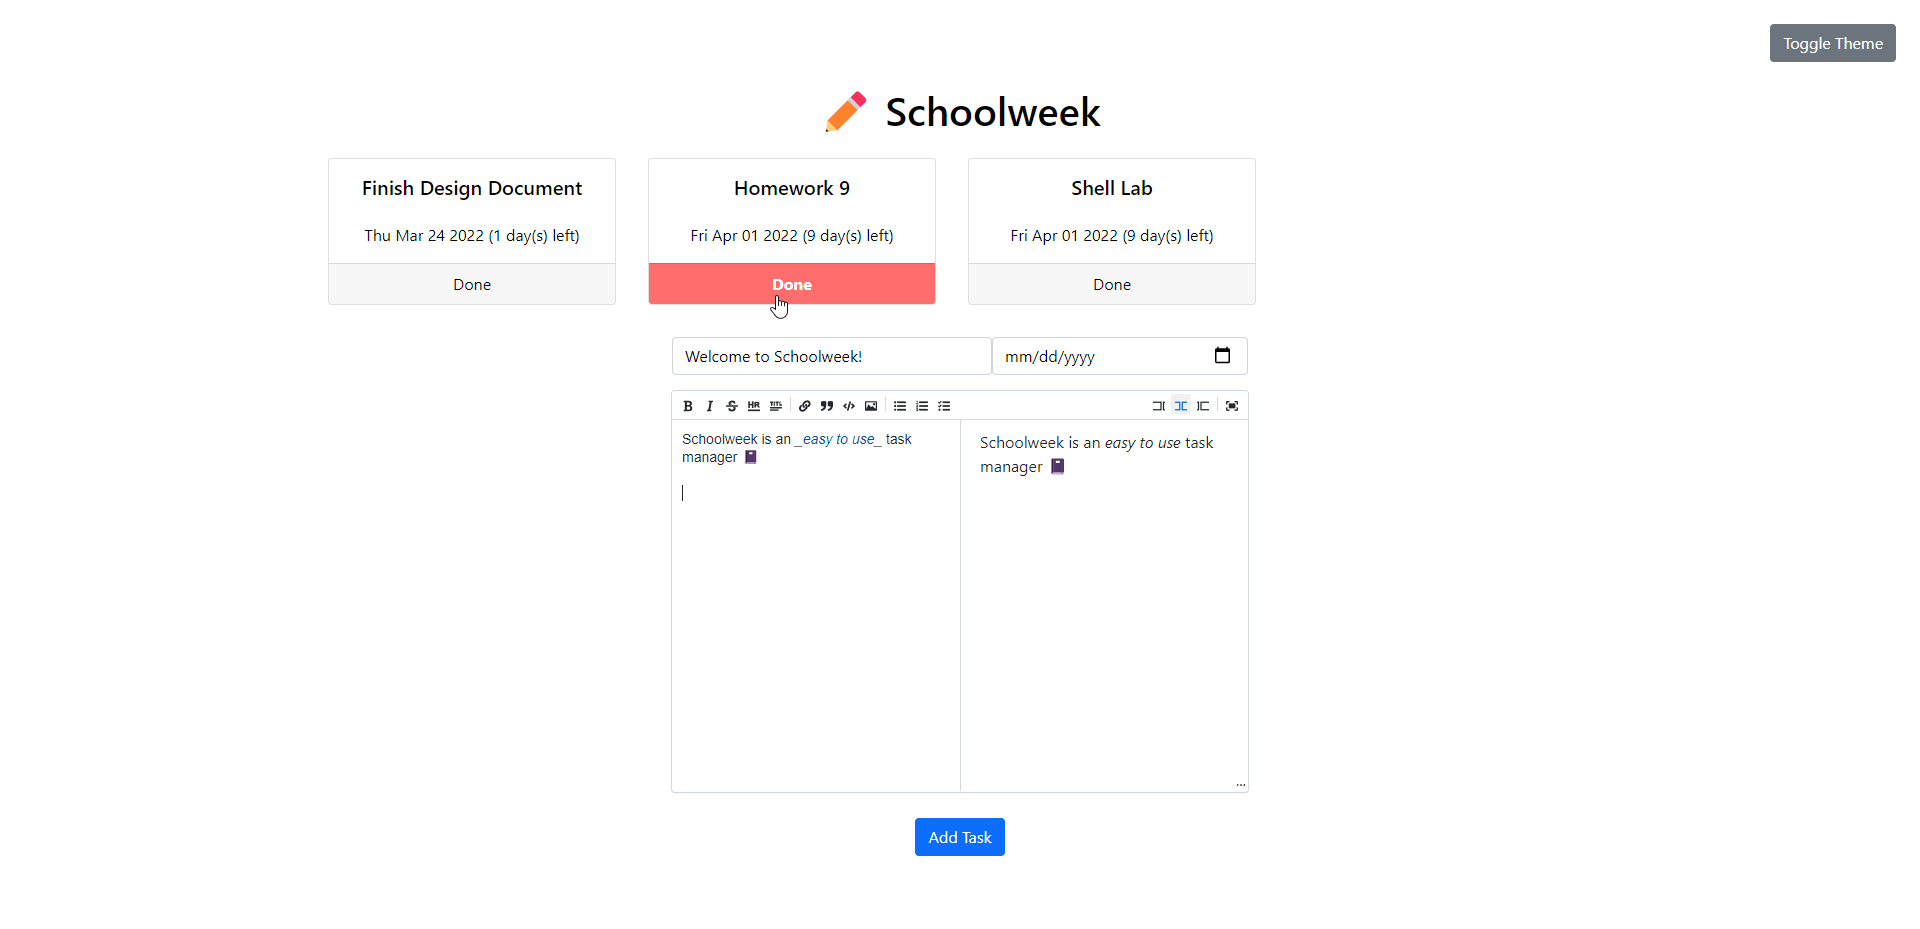 Toggle Theme
Schoolweek
Finish Design Document
Thu Mar 24 2022 (1 day(s) left)
Done
Homework 9
Fri Apr 01 2022 (9 day(s) left)
Done
Shell Lab
Fri Apr 01 2022 (9 day(s) left)
Done
Welcome to Schoolweek!
mm/dd/yyyy
B I S HR TITL
Schoolweek is an _easy to use_ task
manager
Schoolweek is an easy to use task
manager
Add Task